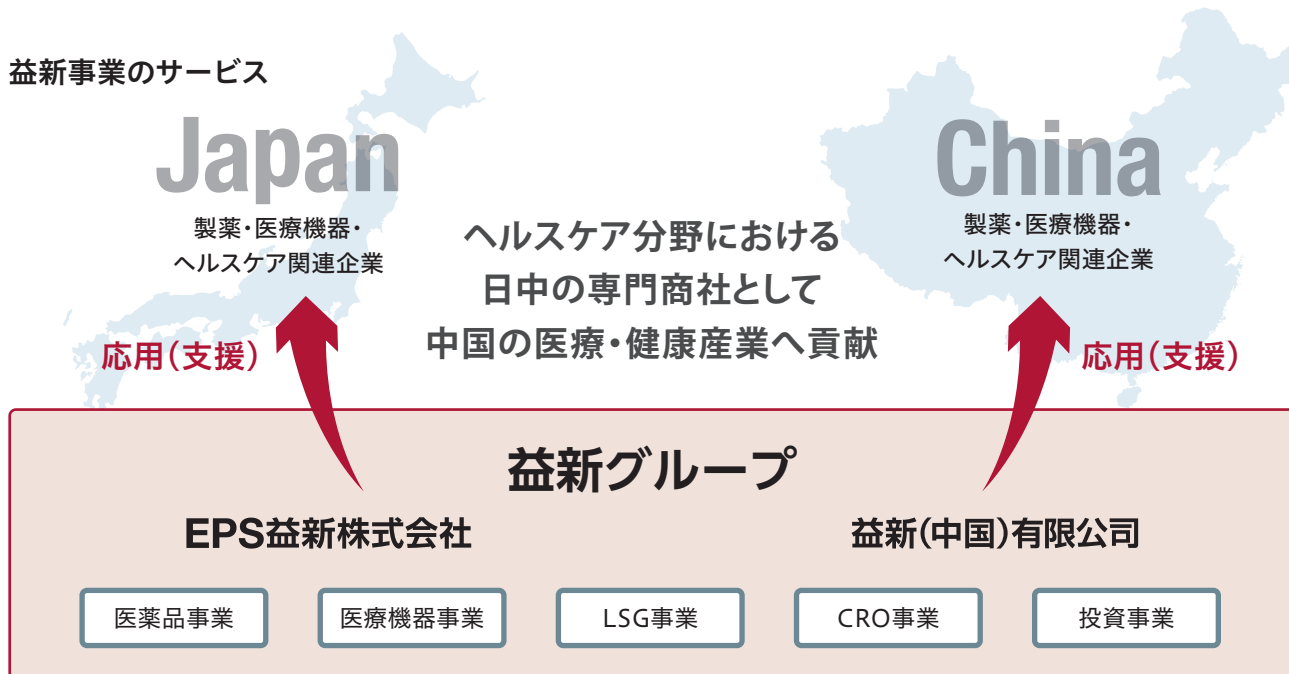 益新事業のサービス
Japan
製薬・医療機器・
ヘルスケア関連企業
応用(支援)
ヘルスケア分野における
日中の専門商社として
中国の医療・健康産業へ貢献
China
製薬・医療機器・
ヘルスケア関連企業
応用(支援)
益新グループ
EPS益新株式会社
益新(中国)有限公司
医薬品事業
医療機器事業
LSG事業
CRO事業
投資事業